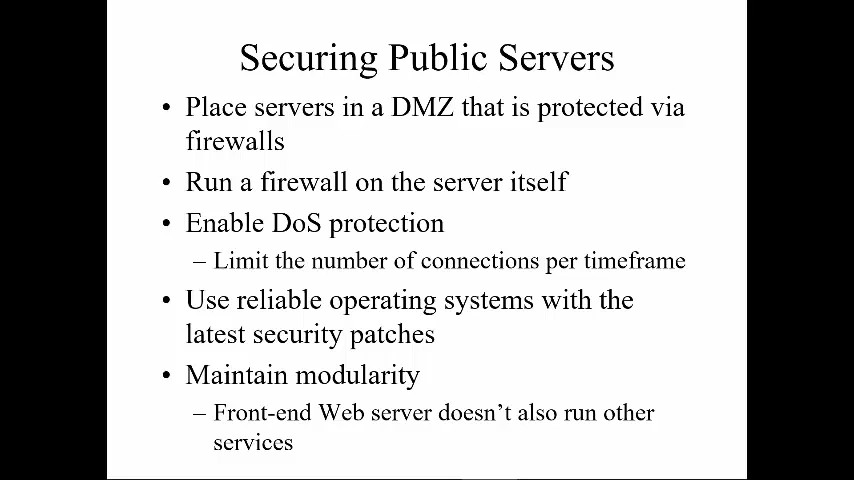 Securing Public Servers
• Place servers in a DMZ that is protected via
firewalls
• Run a firewall on the server itself
• Enable DoS protection
– Limit the number of connections per timeframe
• Use reliable operating systems with the
latest security patches
• Maintain modularity
– Front-end Web server doesn't also run other
services